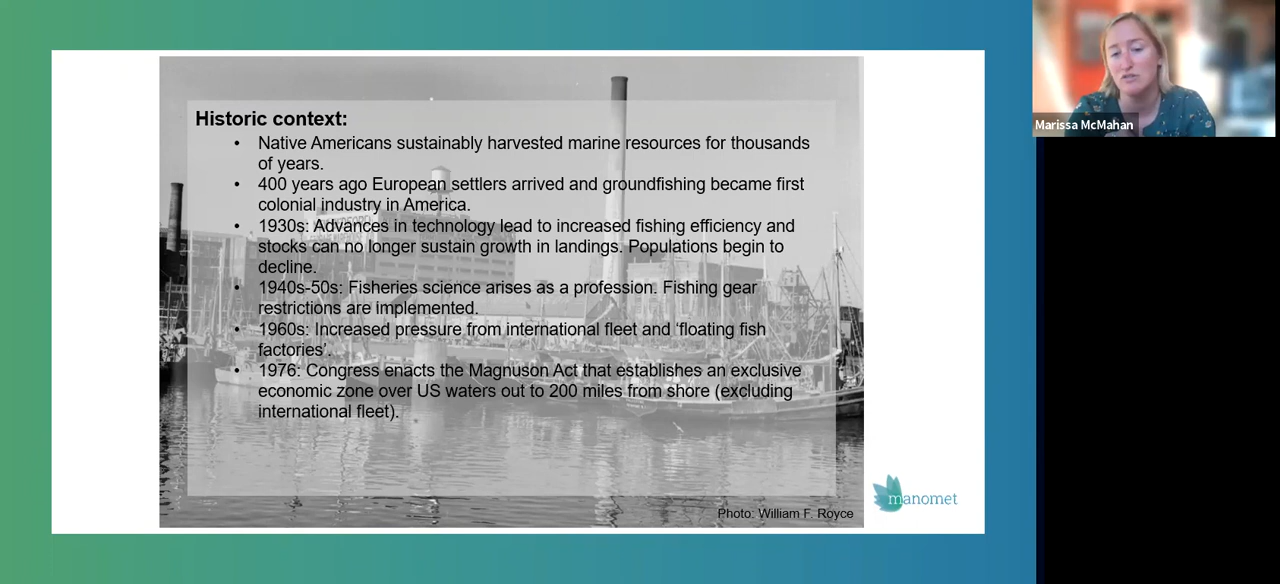 Historic context:
• Native Americans sustainably harvested marine resources for thousands
of years.
• 400 years ago European settlers arrived and groundfishing became first
colonial industry in America.
• 1930s: Advances in technology lead to increased fishing efficiency and
stocks can no longer sustain growth in landings. Populations begin to
decline.
• 1940s-50s: Fisheries science arises as a profession. Fishing gear
restrictions are implemented.
• 1960s: Increased pressure from international fleet and ‘floating fish
factories’.
• 1976: Congress enacts the Magnuson Act that establishes an exclusive
economic zone over US waters out to 200 miles from shore (excluding
international fleet).
Photo: William F. Royce
manomet
Marissa McMahan